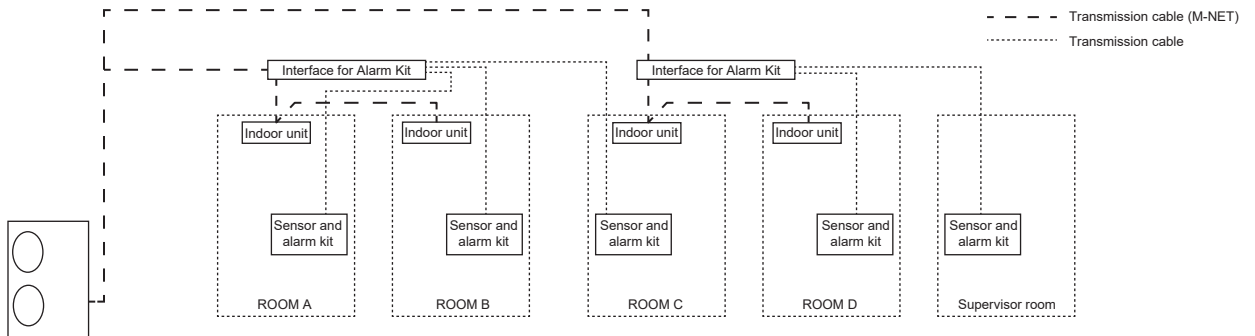 Transmission cable (M-NET)
Transmission cable
Interface for Alarm Kit
Interface for Alarm Kit
Indoor unit
Indoor unit
Indoor unit
Indoor unit
Sensor and
alarm kit
Sensor and
alarm kit
Sensor and
alarm kit
Sensor and
alarm kit
Sensor and
alarm kit
ROOM A
ROOM B
ROOM C
ROOM D
Supervisor room